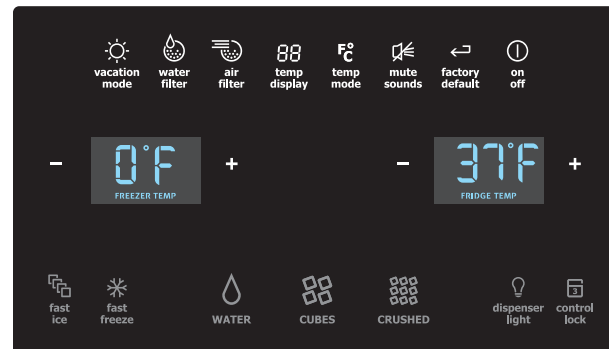 88 F°C
vacation mode
water filter
air filter
temp display
temp mode
mute sounds
factory default
on off
− 0°F +
FREEZER TEMP
− 37°F +
FRIDGE TEMP
3
fast ice
fast freeze
WATER
CUBES
CRUSHED
dispenser light
control lock